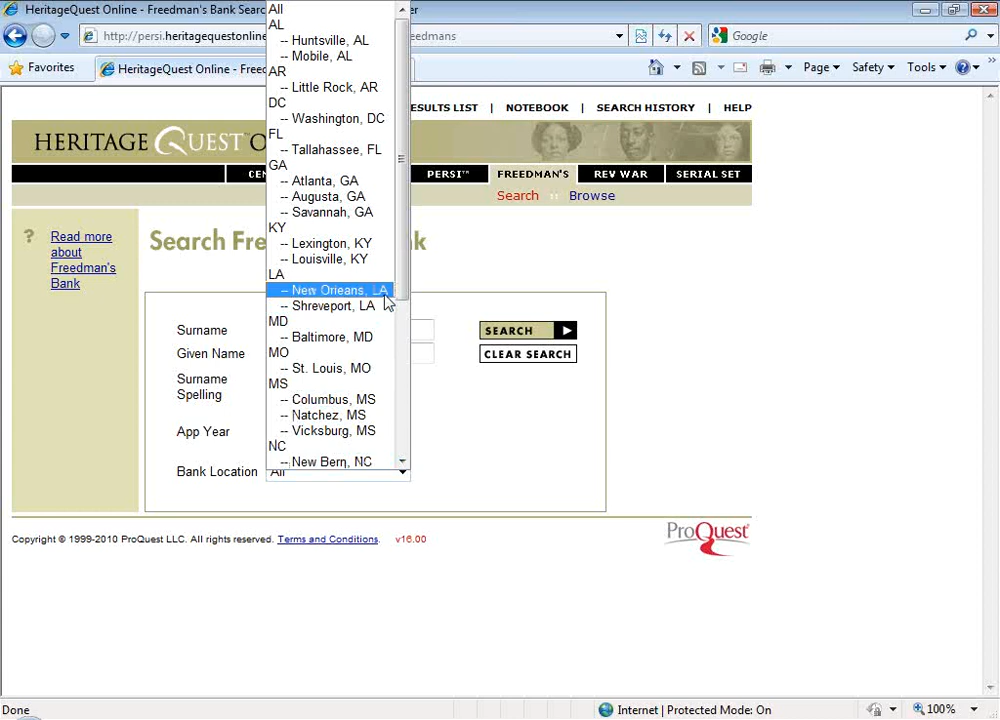 HeritageQuest Online - Freedman's Bank Sear
er
http://persi.heritagequestonline
eedmans
Google
Favorites
HeritageQuest Online - Freed
Page
Safety
Tools
ESULTS LIST | NOTEBOOK | SEARCH HISTORY | HELP
HERITAGE QUEST O
CEN
PERSI™
FREEDMAN'S
REV WAR
SERIAL SET
Search :: Browse
? Read more
about
Freedman's
Bank
Search Fre
k
All
AL
-- Huntsville, AL
-- Mobile, AL
AR
-- Little Rock, AR
DC
-- Washington, DC
FL
-- Tallahassee, FL
GA
-- Atlanta, GA
-- Augusta, GA
-- Savannah, GA
KY
-- Lexington, KY
-- Louisville, KY
LA
-- New Orleans, LA
-- Shreveport, LA
MD
-- Baltimore, MD
MO
-- St. Louis, MO
MS
-- Columbus, MS
-- Natchez, MS
-- Vicksburg, MS
NC
-- New Bern, NC
Surname
Given Name
Surname
Spelling
App Year
Bank Location
All
SEARCH
CLEAR SEARCH
Copyright © 1999-2010 ProQuest LLC. All rights reserved. Terms and Conditions. v16.00
ProQuest
Done
Internet | Protected Mode: On
100%